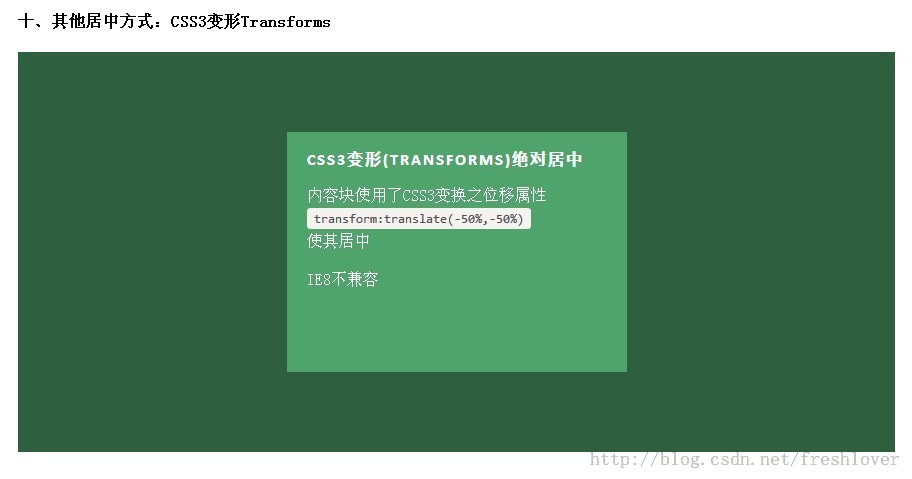 十、其他居中方式：CSS3变形Transforms
CSS3变形(TRANSFORMS)绝对居中
内容块使用了CSS3变换之位移属性
transform:translate(-50%,-50%)
使其居中
IE8不兼容
http://blog.csdn.net/freshlover